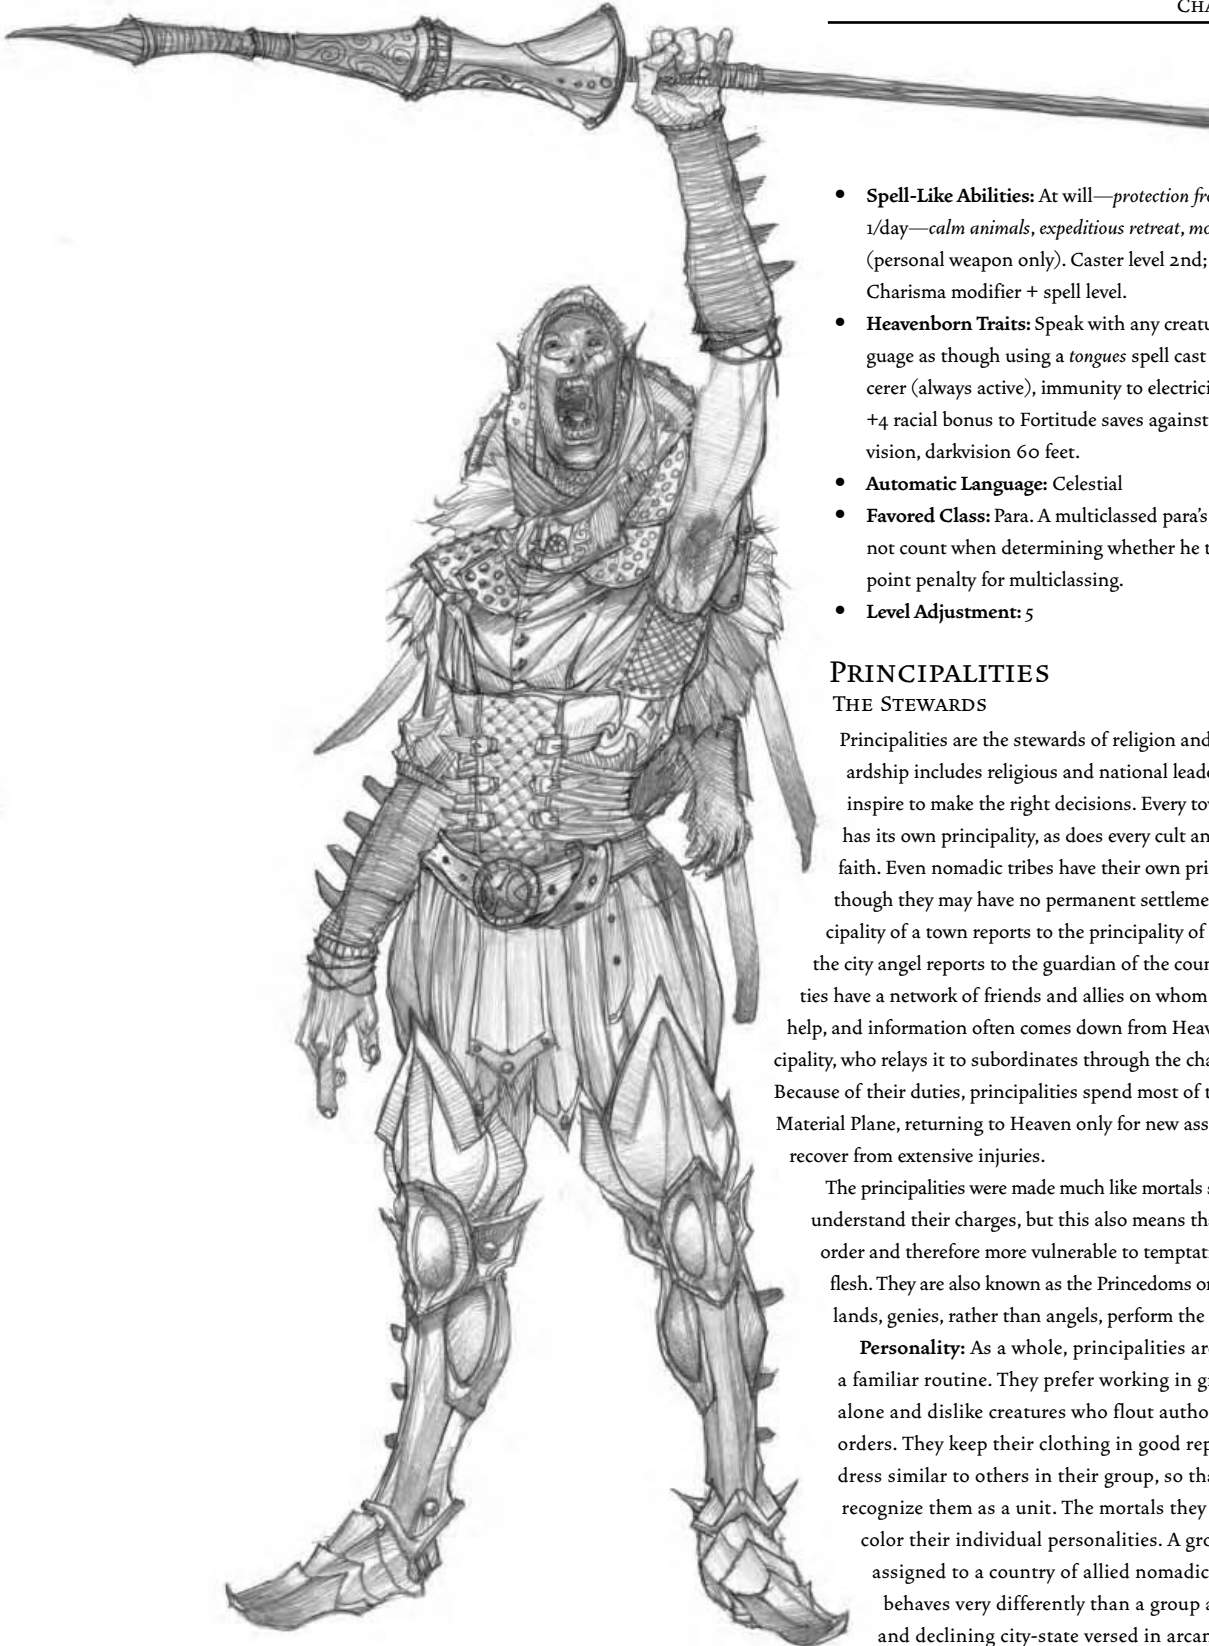 CHA
• Spell-Like Abilities: At will—protection fro
1/day—calm animals, expeditious retreat, mo
(personal weapon only). Caster level 2nd;
Charisma modifier + spell level.
• Heavenborn Traits: Speak with any creatu
guage as though using a tongues spell cast
cerer (always active), immunity to electrici
+4 racial bonus to Fortitude saves against
vision, darkvision 60 feet.
• Automatic Language: Celestial
• Favored Class: Para. A multiclassed para's
not count when determining whether he t
point penalty for multiclassing.
• Level Adjustment: 5
PRINCIPALITIES
THE STEWARDS
Principalities are the stewards of religion and
ardship includes religious and national leade
inspire to make the right decisions. Every tow
has its own principality, as does every cult an
faith. Even nomadic tribes have their own pri
though they may have no permanent settleme
cipality of a town reports to the principality of
the city angel reports to the guardian of the coun
ties have a network of friends and allies on whom
help, and information often comes down from Heav
cipality, who relays it to subordinates through the cha
Because of their duties, principalities spend most of t
Material Plane, returning to Heaven only for new ass
recover from extensive injuries.
The principalities were made much like mortals s
understand their charges, but this also means tha
order and therefore more vulnerable to temptati
flesh. They are also known as the Princedoms or
lands, genies, rather than angels, perform the
Personality: As a whole, principalities are
a familiar routine. They prefer working in gr
alone and dislike creatures who flout autho
orders. They keep their clothing in good rep
dress similar to others in their group, so tha
recognize them as a unit. The mortals they
color their individual personalities. A gro
assigned to a country of allied nomadic
behaves very differently than a group a
and declining city-state versed in arcan